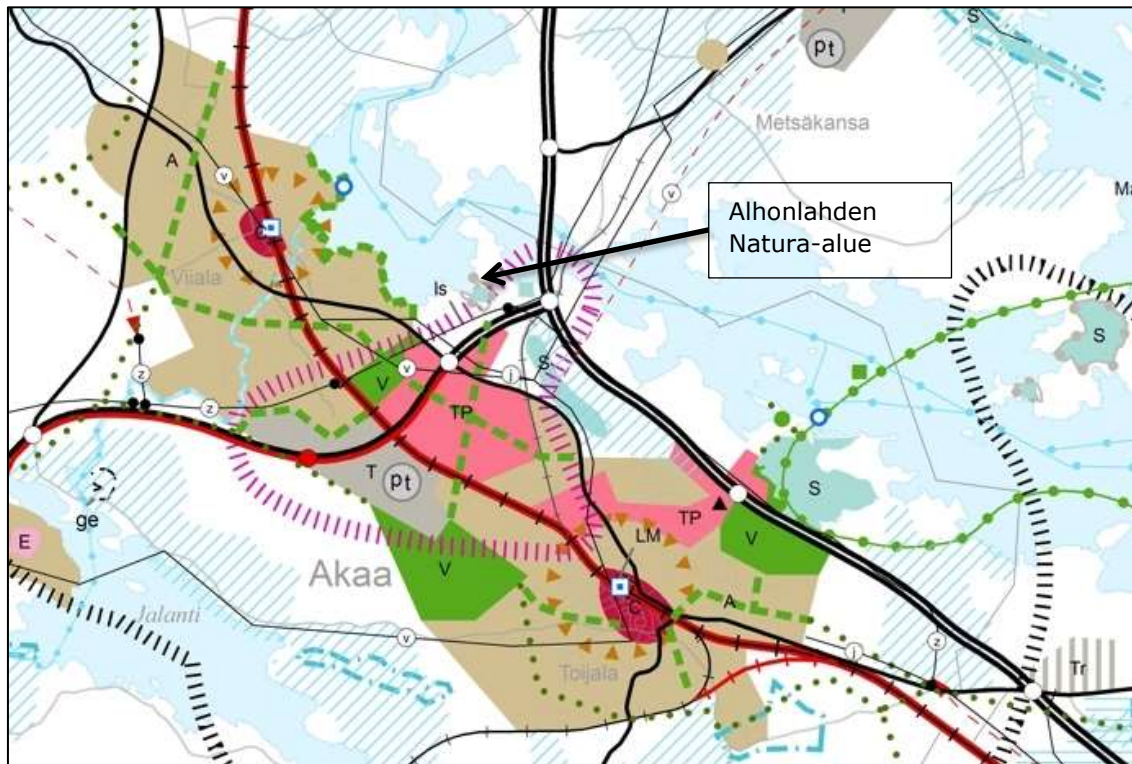 S
pt
Metsäkansa
A
v
v
Alhonlahden
Natura-alue
Viiala
ls
S
S
z
V
v
j
z
z
TP
T
pt
S
ge
TP
LM
V
E
Akaa
V
C
A
Jalanti
v
Toijala
j
z
Tr